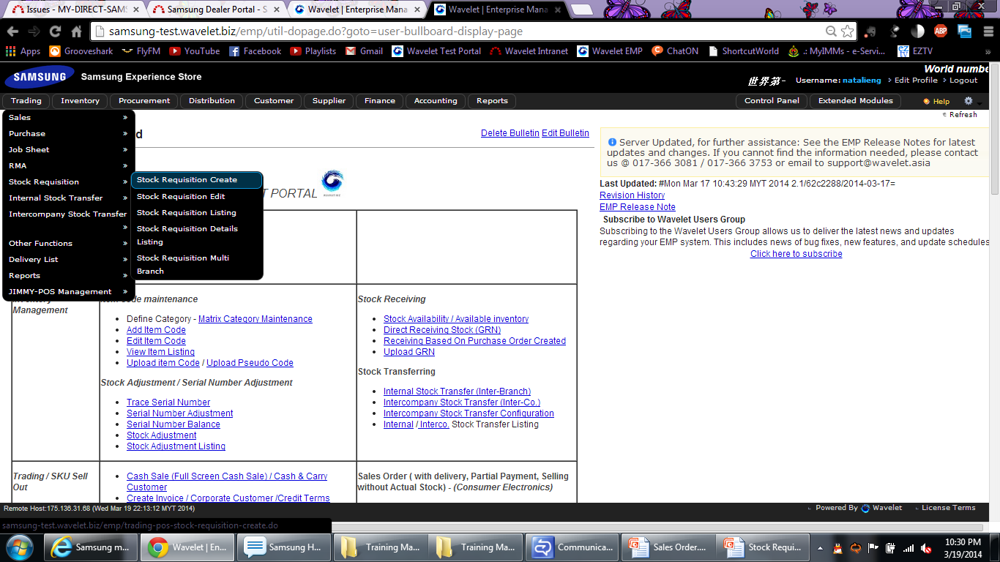 Issues - MY-DIRECT-SAMS
Samsung Dealer Portal - S
Wavelet | Enterprise Mana
Wavelet | Enterprise Mana
samsung-test.wavelet.biz/emp/util-dopage.do?goto=user-bullboard-display-page
ABP
Apps
Grooveshark
FlyFM
YouTube
Facebook
Playlists
Gmail
Wavelet Test Portal
Wavelet Intranet
Wavelet EMP
ChatON
ShortcutWorld
.: MyIMMs - e-Servi...
EZTV
SAMSUNG
Samsung Experience Store
World numbe
世界第一
Username: natalieng
Edit Profile
Logout
Trading
Inventory
Procurement
Distribution
Customer
Supplier
Finance
Accounting
Reports
Control Panel
Extended Modules
Help
Refresh
Sales »
Purchase »
Job Sheet »
RMA »
Stock Requisition »
Internal Stock Transfer »
Intercompany Stock Transfer
»
Other Functions »
Delivery List »
Reports »
JIMMY-POS Management »
Stock Requisition Create
Stock Requisition Edit
Stock Requisition Listing
Stock Requisition Details
Listing
Stock Requisition Multi
Branch
d
Delete Bulletin Edit Bulletin
T PORTAL
Server Updated, for further assistance: See the EMP Release Notes for latest
updates and changes. If you cannot find the information needed, please contact
us @ 017-366 3081 / 017-366 3753 or email to support@wavelet.asia
Last Updated: #Mon Mar 17 10:43:29 MYT 2014 2.1/62c2288/2014-03-17=
Revision History
EMP Release Note
Subscribe to Wavelet Users Group
Subscribing to the Wavelet Users Group allows us to deliver the latest news and updates
regarding your EMP system. This includes news of bug fixes, new features, and update schedules
Click here to subscribe
Management
code maintenance
Define Category - Matrix Category Maintenance
Add Item Code
Edit Item Code
View Item Listing
Upload item Code / Upload Pseudo Code
Stock Adjustment / Serial Number Adjustment
Trace Serial Number
Serial Number Adjustment
Serial Number Balance
Stock Adjustment
Stock Adjustment Listing
Stock Receiving
Stock Availability / Available inventory
Direct Receiving Stock (GRN)
Receiving Based On Purchase Order Created
Upload GRN
Stock Transferring
Internal Stock Transfer (Inter-Branch)
Intercompany Stock Transfer (Inter-Co.)
Intercompany Stock Transfer Configuration
Internal / Interco. Stock Transfer Listing
Trading / SKU Sell
Out
Cash Sale (Full Screen Cash Sale) / Cash & Carry
Customer
Create Invoice / Corporate Customer /Credit Terms
Sales Order ( with delivery, Partial Payment, Selling
without Actual Stock) - (Consumer Electronics)
Remote Host:175.136.31.68 (Wed Mar 19 22:13:12 MYT 2014)
Powered By Wavelet
License Terms
samsung-test.wavelet.biz/emp/trading-pos-stock-requisition-create.do
Samsung m...
Wavelet | En...
Samsung H...
Training Ma...
Training Ma...
Communica...
Sales Order....
Stock Requi...
10:30 PM
3/19/2014